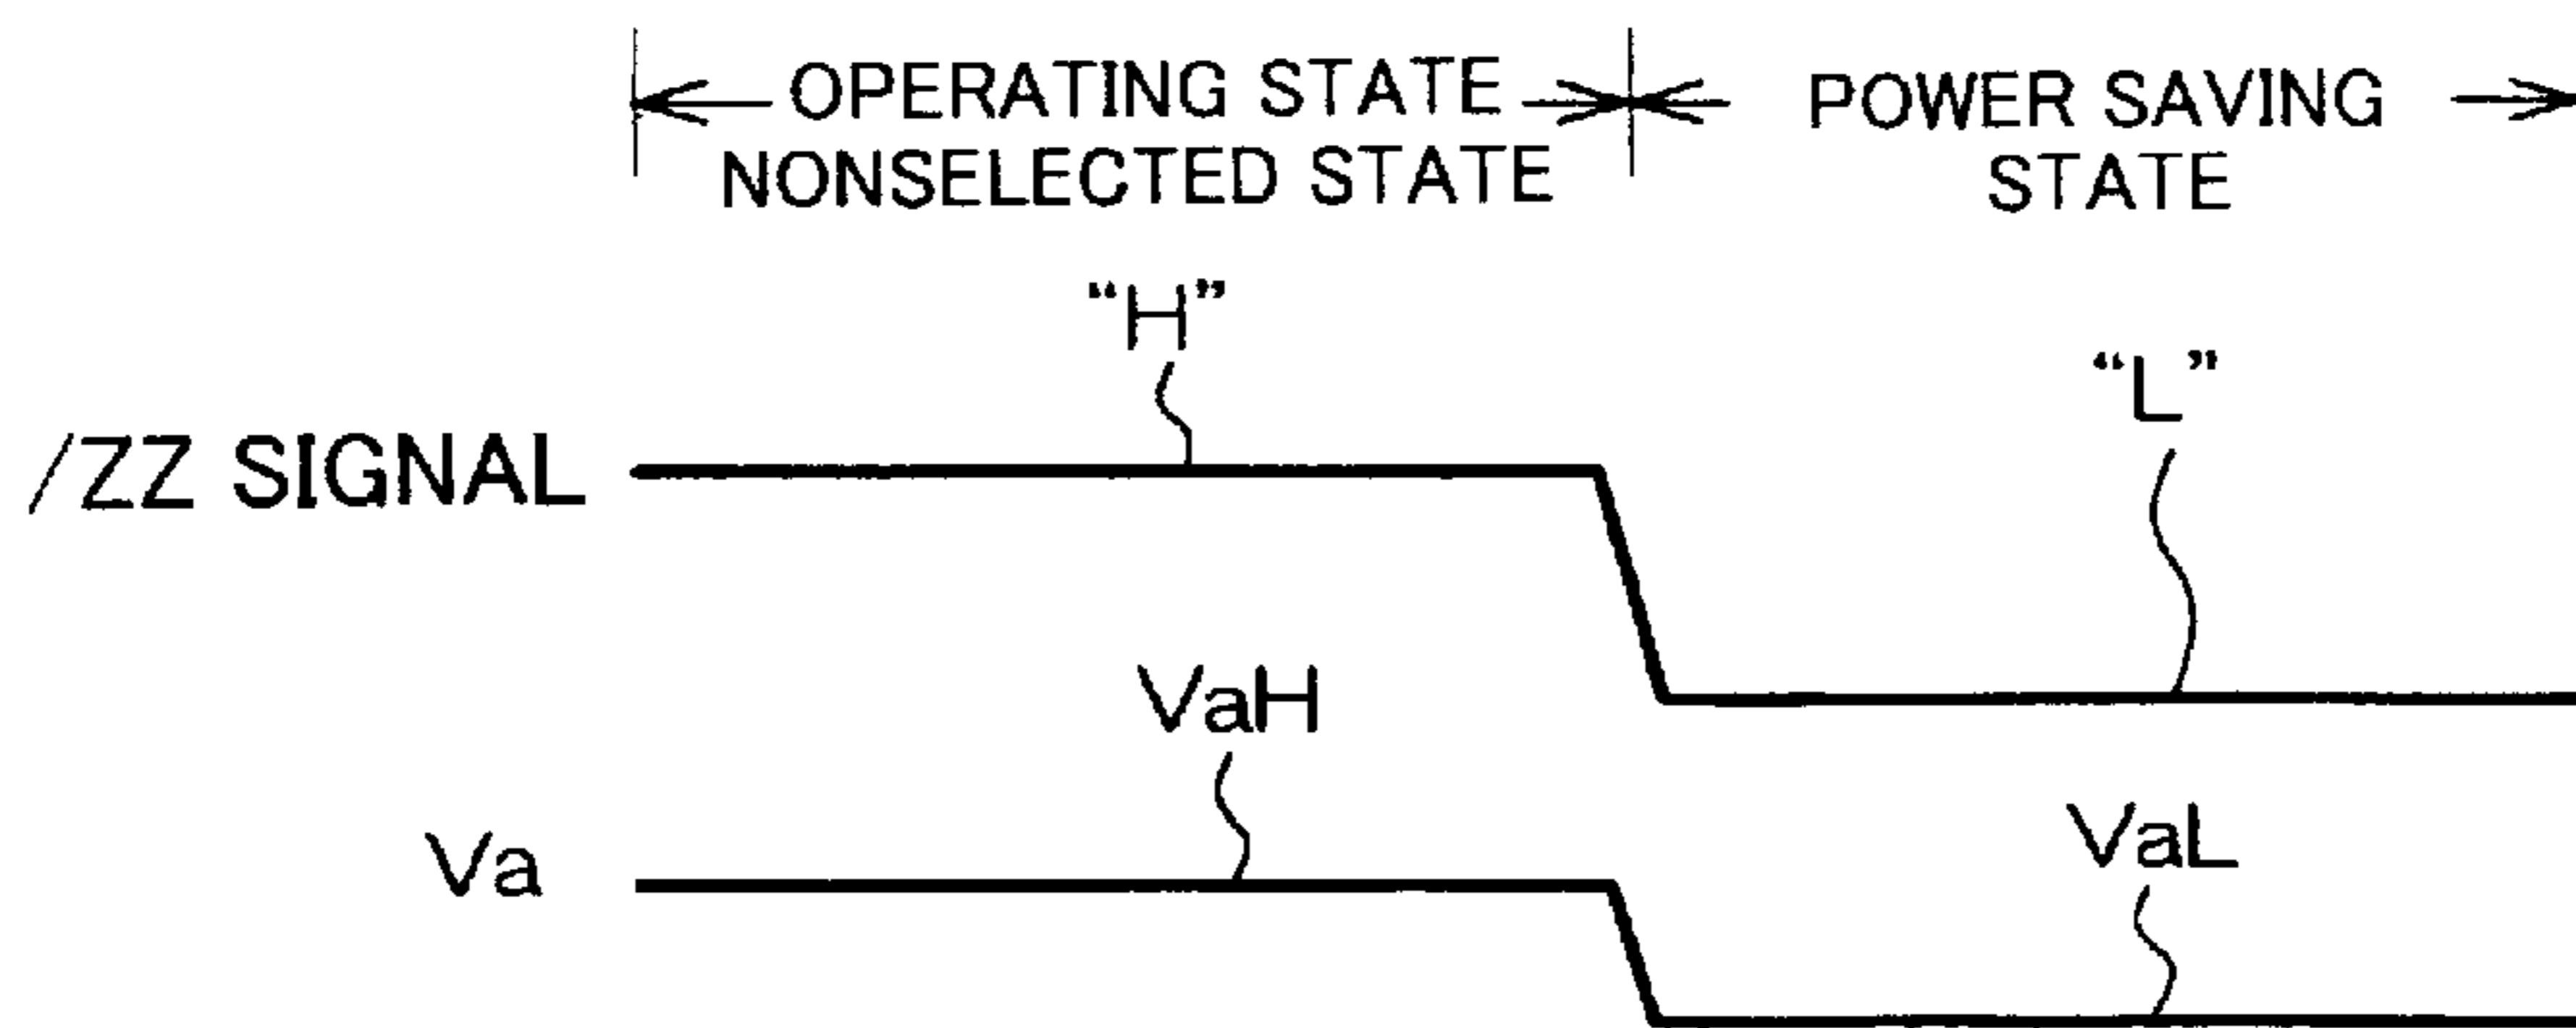 OPERATING STATE
NONSELECTED STATE
POWER SAVING
STATE
“H”
“L”
/ZZ SIGNAL
VaH
VaL
Va